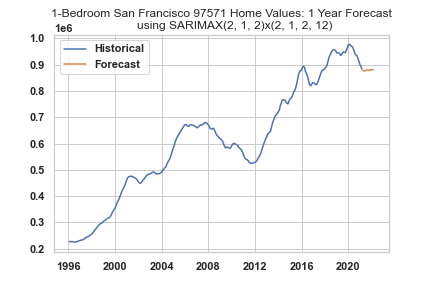 1-Bedroom San Francisco 97571 Home Values: 1 Year Forecast
using SARIMAX(2, 1, 2)x(2, 1, 2, 12)
1e6
Historical
Forecast
1.0
0.9
0.8
0.7
0.6
0.5
0.4
0.3
0.2
1996 2000 2004 2008 2012 2016 2020